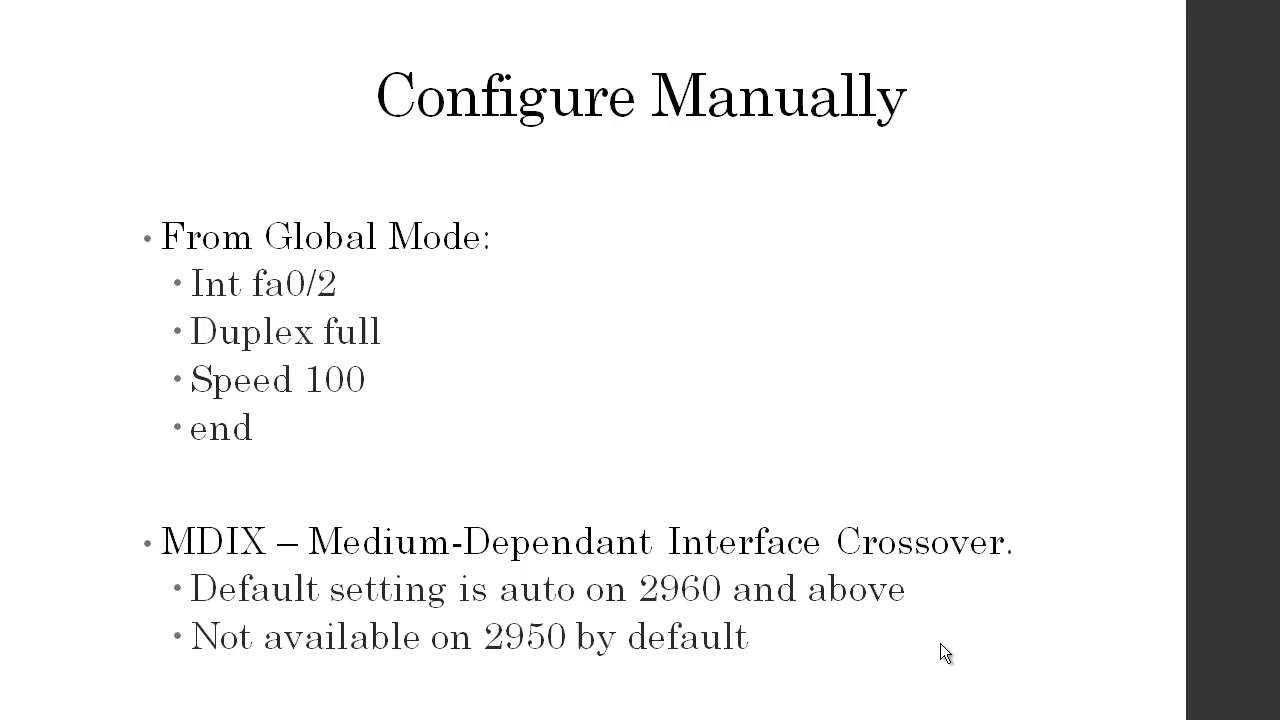 Configure Manually
• From Global Mode:
• Int fa0/2
• Duplex full
• Speed 100
• end
• MDIX – Medium-Dependant Interface Crossover.
• Default setting is auto on 2960 and above
• Not available on 2950 by default